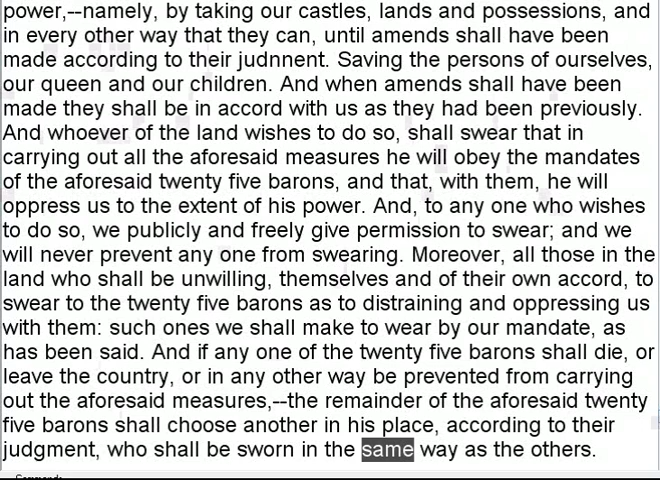 power,--namely, by taking our castles, lands and possessions, and
in every other way that they can, until amends shall have been
made according to their judnnent. Saving the persons of ourselves,
our queen and our children. And when amends shall have been
made they shall be in accord with us as they had been previously.
And whoever of the land wishes to do so, shall swear that in
carrying out all the aforesaid measures he will obey the mandates
of the aforesaid twenty five barons, and that, with them, he will
oppress us to the extent of his power. And, to any one who wishes
to do so, we publicly and freely give permission to swear; and we
will never prevent any one from swearing. Moreover, all those in the
land who shall be unwilling, themselves and of their own accord, to
swear to the twenty five barons as to distraining and oppressing us
with them: such ones we shall make to wear by our mandate, as
has been said. And if any one of the twenty five barons shall die, or
leave the country, or in any other way be prevented from carrying
out the aforesaid measures,--the remainder of the aforesaid twenty
five barons shall choose another in his place, according to their
judgment, who shall be sworn in the same way as the others.